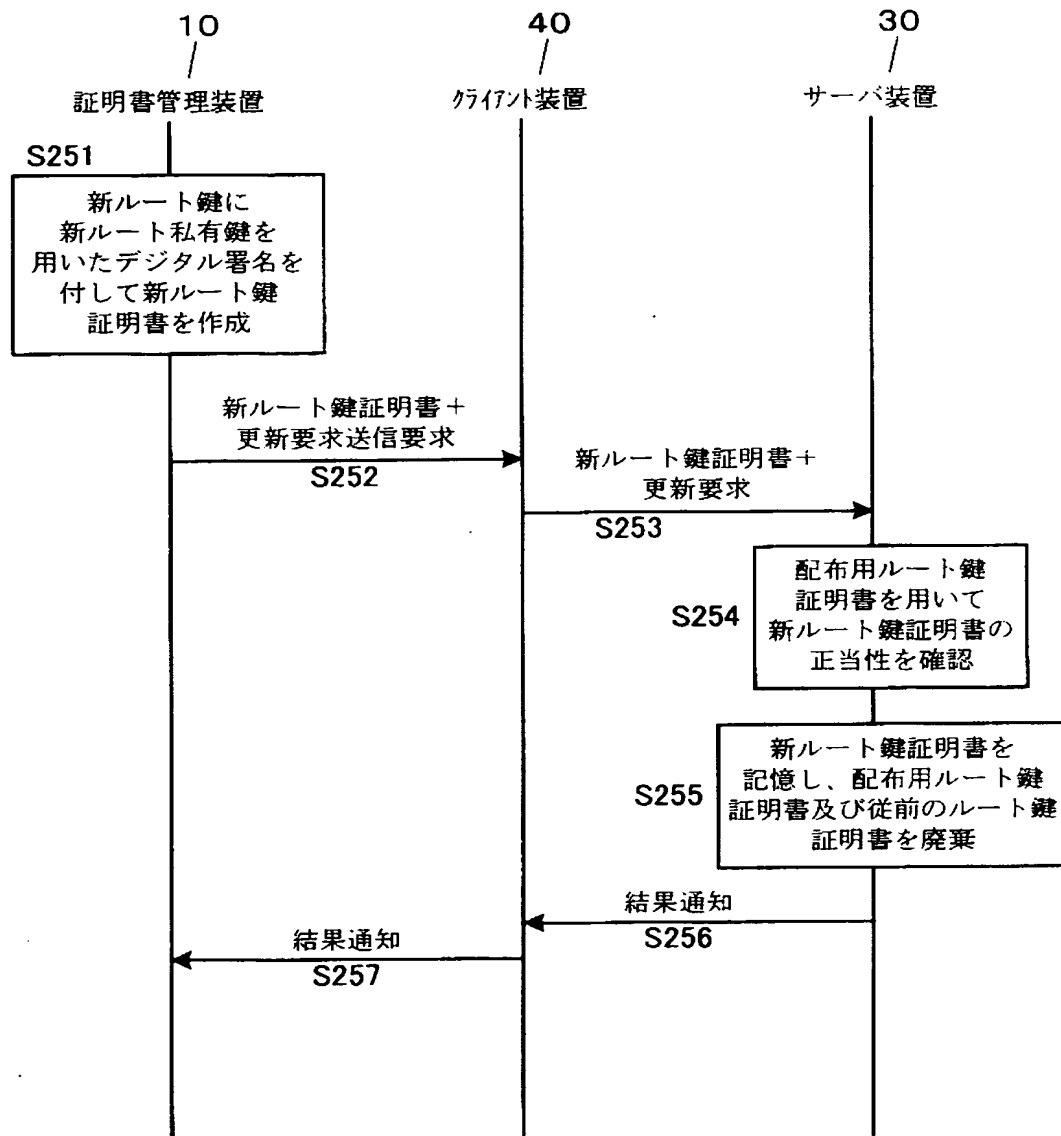 10
40
30
証明書管理装置
クライアント装置
サーバ装置
S251
新ルート鍵に
新ルート私有鍵を
用いたデジタル署名を
付して新ルート鍵
証明書を作成
新ルート鍵証明書+
更新要求送信要求
S252
新ルート鍵証明書+
更新要求
S253
S254
配布用ルート鍵
証明書を用いて
新ルート鍵証明書の
正当性を確認
S255
新ルート鍵証明書を
記憶し、配布用ルート鍵
証明書及び従前のルート鍵
証明書を廃棄
結果通知
S256
結果通知
S257